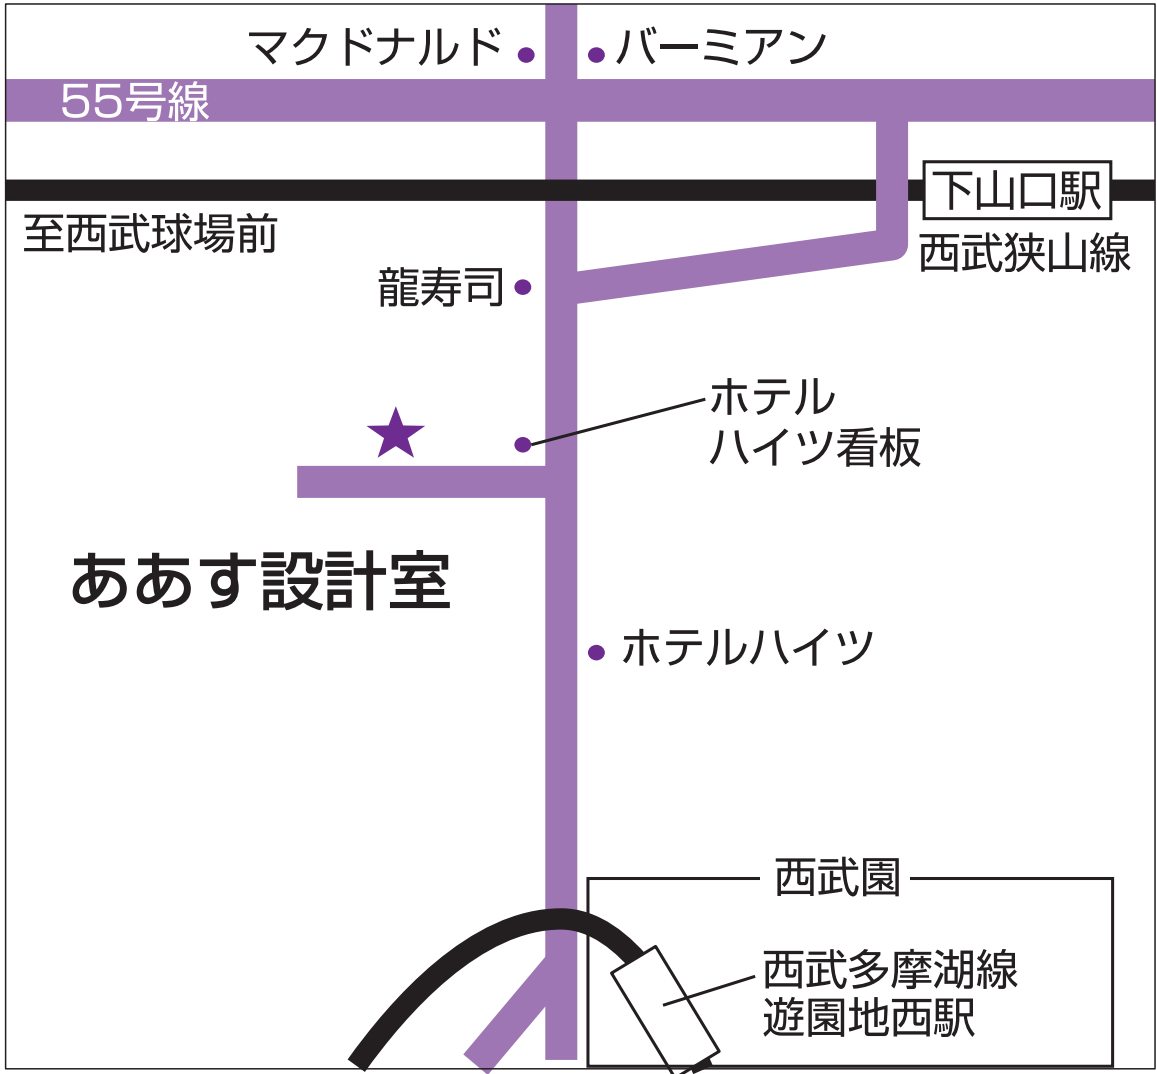 マクドナルド
バーミアン
55号線
下山口駅
至西武球場前
西武狭山線
龍寿司
ホテル
ハイツ看板
ああす設計室
ホテルハイツ
西武園
西武多摩湖線
遊園地西駅